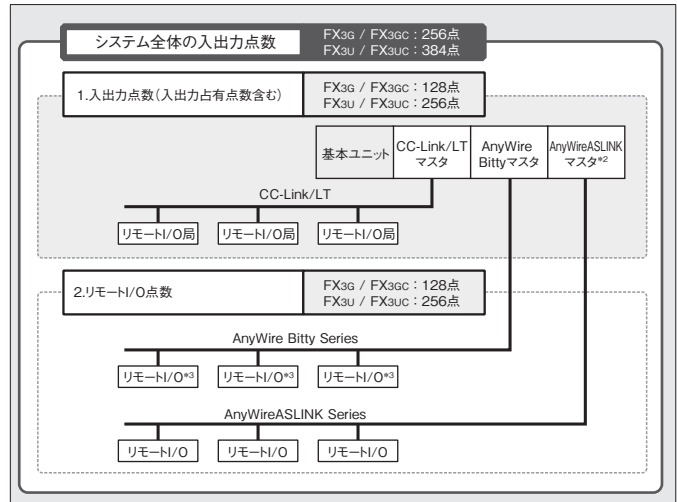 システム全体の入出力点数
FX3G / FX3GC：256点
FX3U / FX3UC：384点
1.入出力点数(入出力占有点数含む)
FX3G / FX3GC：128点
FX3U / FX3UC：256点
基本ユニット
CC-Link/LT
マスタ
AnyWire
Bittyマスタ
AnyWireASLINK
マスタ*2
CC-Link/LT
リモートI/O局
リモートI/O局
リモートI/O局
2.リモートI/O点数
FX3G / FX3GC：128点
FX3U / FX3UC：256点
AnyWire Bitty Series
リモートI/O*3
リモートI/O*3
リモートI/O*3
AnyWireASLINK Series
リモートI/O
リモートI/O
リモートI/O